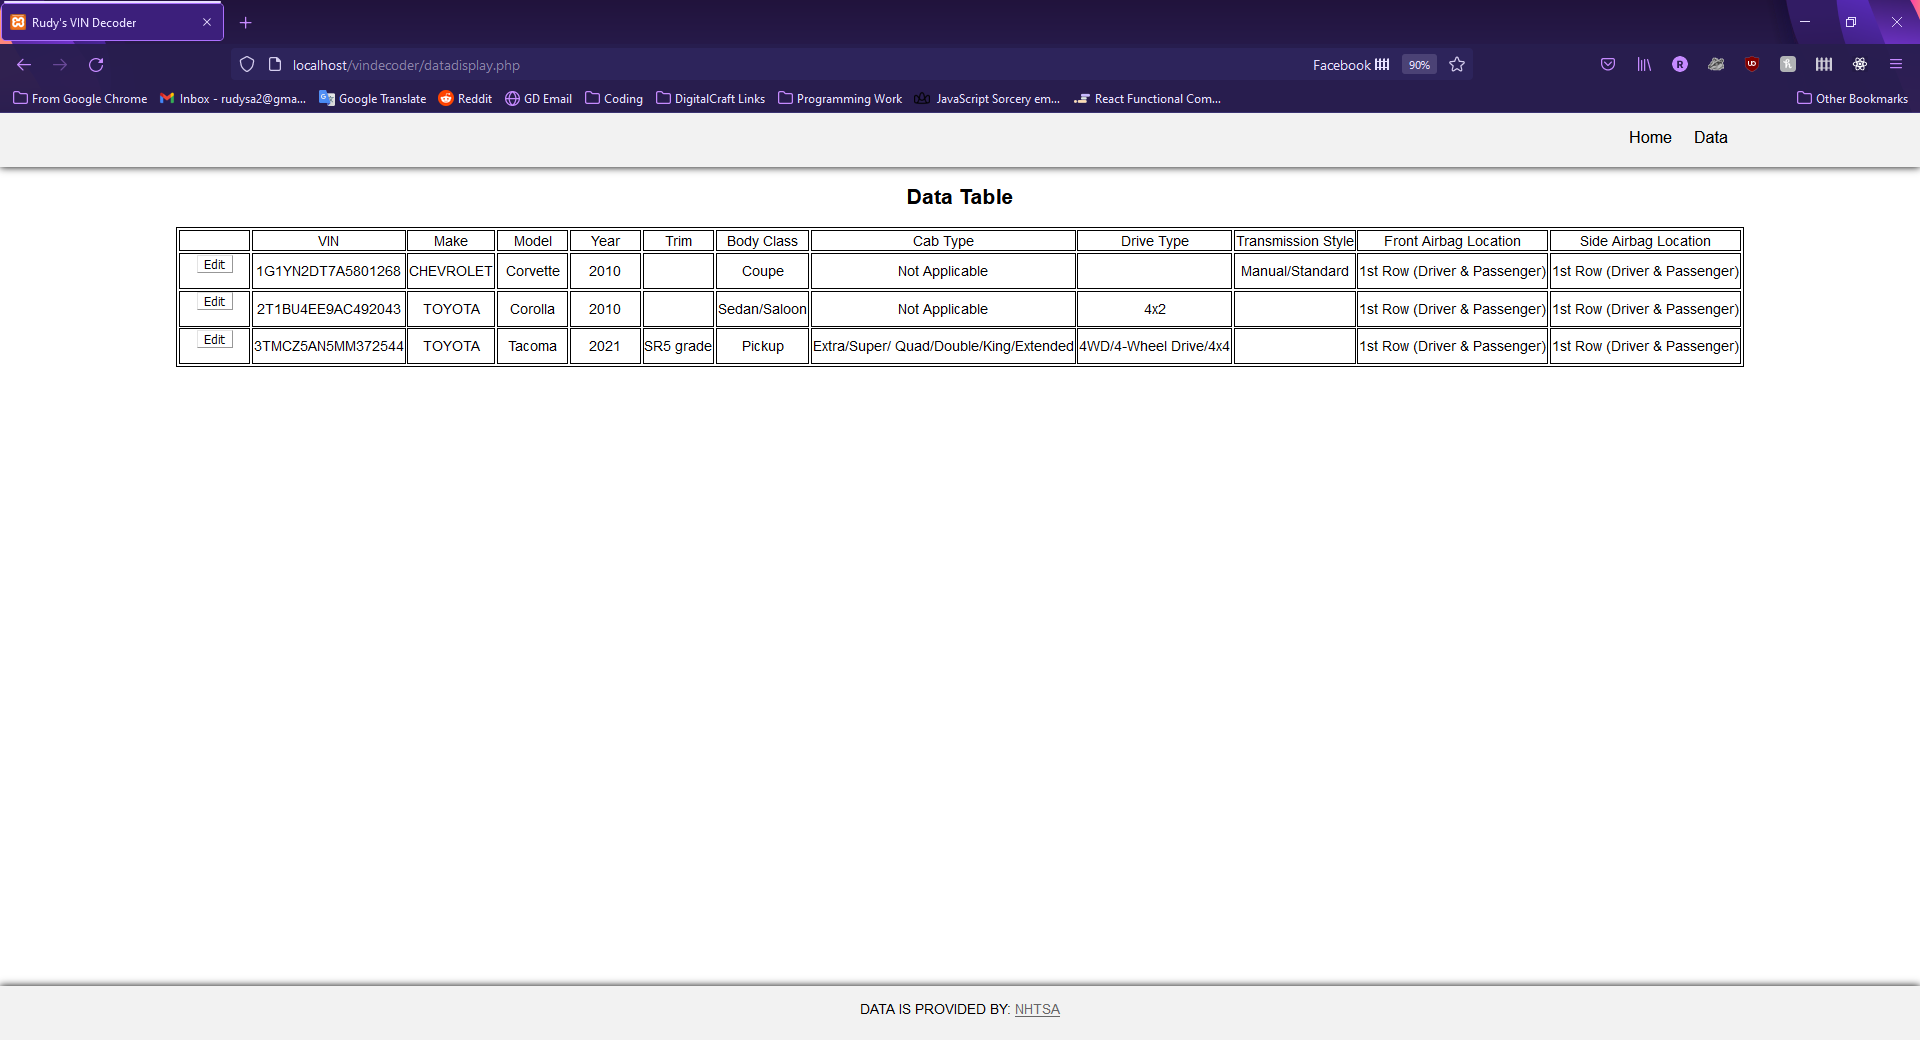 Rudy's VIN Decoder
localhost/vindecoder/datadisplay.php Facebook 90%
From Google Chrome Inbox - rudysa2@gma... Google Translate Reddit GD Email Coding DigitalCraft Links Programming Work JavaScript Sorcery em... React Functional Com... Other Bookmarks
Home Data
Data Table
VIN Make Model Year Trim Body Class Cab Type Drive Type Transmission Style Front Airbag Location Side Airbag Location
Edit 1G1YN2DT7A5801268 CHEVROLET Corvette 2010 Coupe Not Applicable Manual/Standard 1st Row (Driver & Passenger) 1st Row (Driver & Passenger)
Edit 2T1BU4EE9AC492043 TOYOTA Corolla 2010 Sedan/Saloon Not Applicable 4x2 1st Row (Driver & Passenger) 1st Row (Driver & Passenger)
Edit 3TMCZ5AN5MM372544 TOYOTA Tacoma 2021 SR5 grade Pickup Extra/Super/ Quad/Double/King/Extended 4WD/4-Wheel Drive/4x4 1st Row (Driver & Passenger) 1st Row (Driver & Passenger)
DATA IS PROVIDED BY: NHTSA